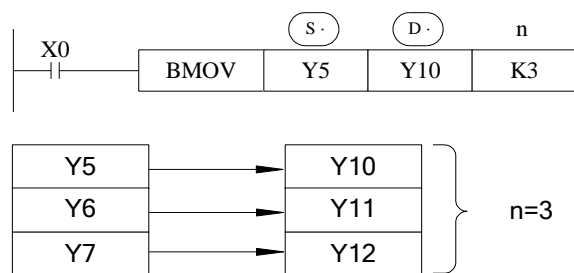 S· D· n
X0
BMOV Y5 Y10 K3
Y5 Y10
Y6 Y11 n=3
Y7 Y12